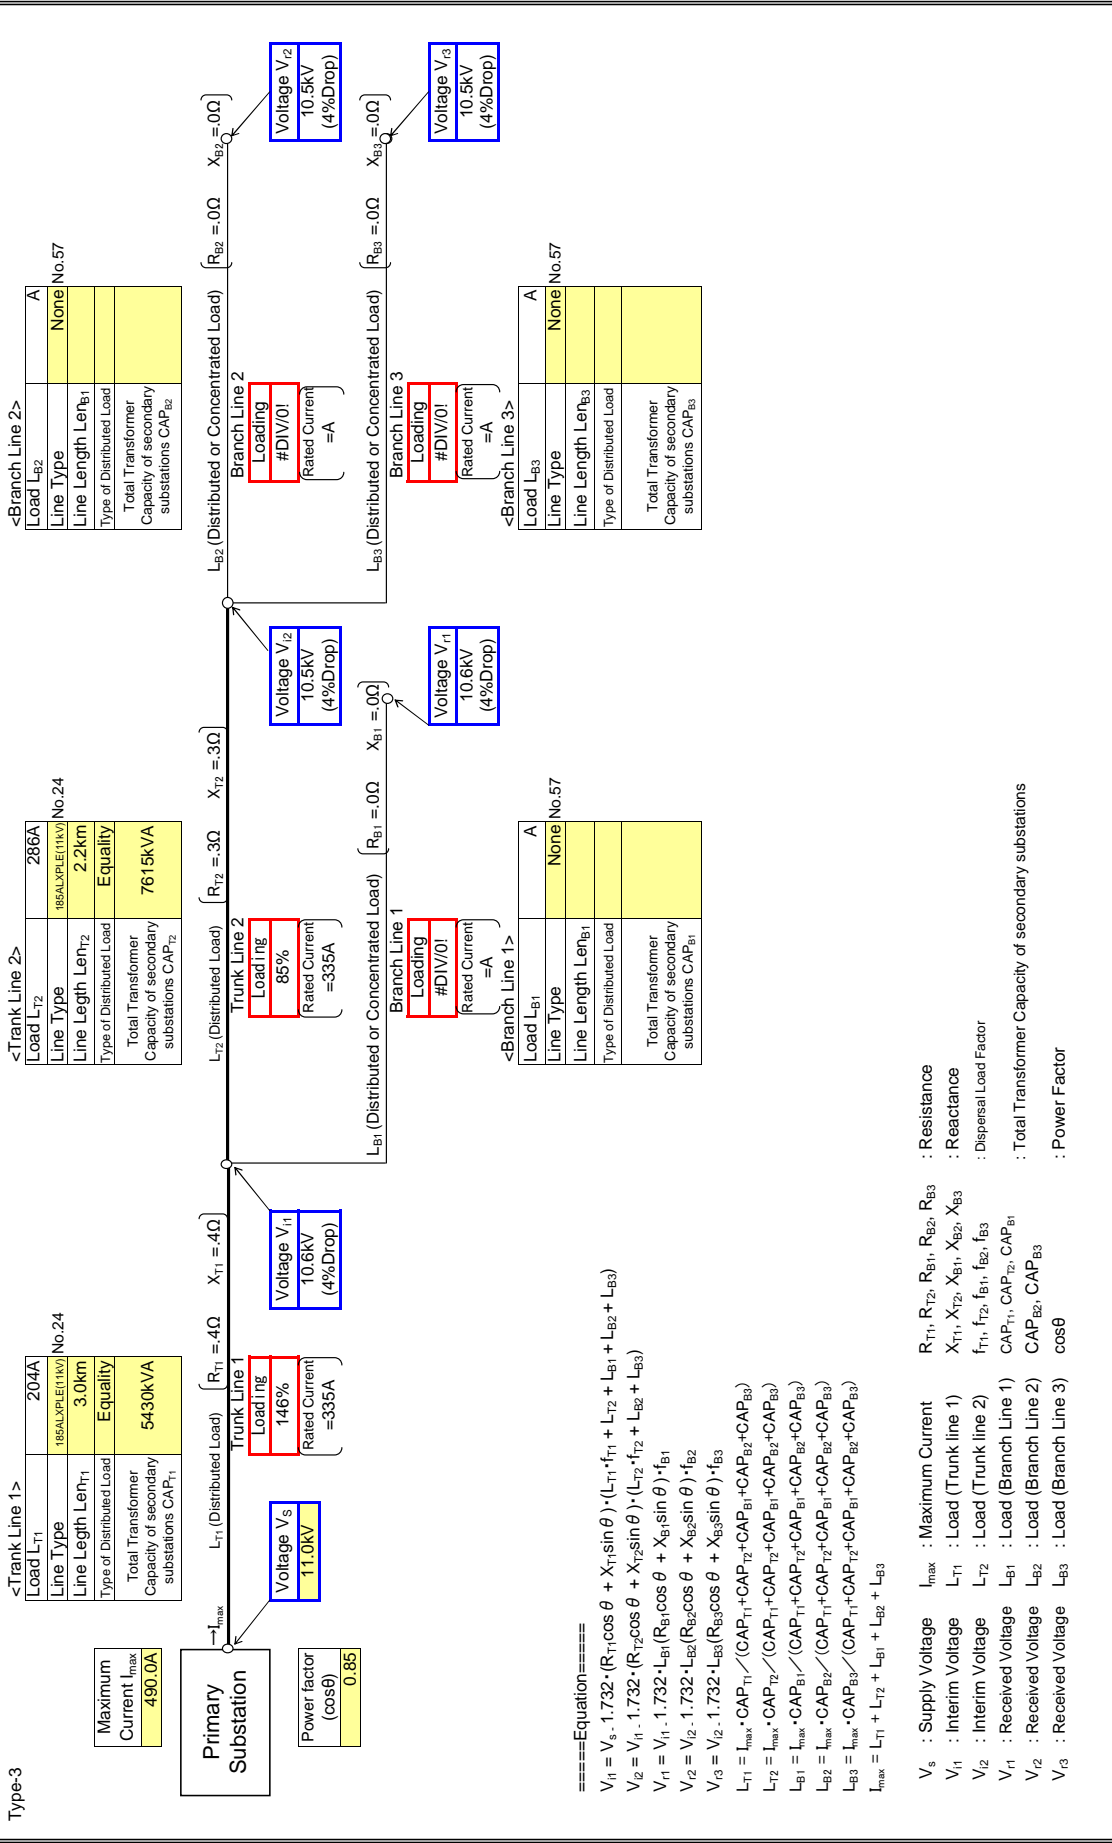 Type-3
Maximum
Current Imax
490.0A
Primary
Substation
Power factor
(cosθ)
0.85
→Imax
Voltage VS
11.0kV
<Trank Line 1>
Load LT1 204A
Line Type 185ALXPLE(11kV) No.24
Line Legth LenT1 3.0km
Type of Distributed Load Equality
Total Transformer
Capacity of secondary
substations CAPT1
5430kVA
LT1 (Distributed Load)
RT1 =.4Ω XT1 =.4Ω
Trunk Line 1
Loading
146%
Rated Current
=335A
Voltage Vi1
10.6kV
(4%Drop)
<Trank Line 2>
Load LT2 286A
Line Type 185ALXPLE(11kV) No.24
Line Legth LenT2 2.2km
Type of Distributed Load Equality
Total Transformer
Capacity of secondary
substations CAPT2
7615kVA
LT2 (Distributed Load)
RT2 =.3Ω XT2 =.3Ω
Trunk Line 2
Loading
85%
Rated Current
=335A
Voltage Vi2
10.5kV
(4%Drop)
LB1 (Distributed or Concentrated Load)
RB1 =.0Ω XB1 =.0Ω
Branch Line 1
Loading
#DIV/0!
Rated Current
=A
Voltage Vr1
10.6kV
(4%Drop)
<Branch Line 1>
Load LB1 A
Line Type None No.57
Line Length LenB1
Type of Distributed Load
Total Transformer
Capacity of secondary
substations CAPB1
<Branch Line 2>
Load LB2 A
Line Type None No.57
Line Length LenB1
Type of Distributed Load
Total Transformer
Capacity of secondary
substations CAPB2
LB2 (Distributed or Concentrated Load)
RB2 =.0Ω XB2 =.0Ω
Branch Line 2
Loading
#DIV/0!
Rated Current
=A
Voltage Vr2
10.5kV
(4%Drop)
LB3 (Distributed or Concentrated Load)
RB3 =.0Ω XB3 =.0Ω
Branch Line 3
Loading
#DIV/0!
Rated Current
=A
Voltage Vr3
10.5kV
(4%Drop)
<Branch Line 3>
Load LB3 A
Line Type None No.57
Line Length LenB3
Type of Distributed Load
Total Transformer
Capacity of secondary
substations CAPB3
=====Equation=====
Vi1 = Vs - 1.732・(RT1cos θ + XT1sin θ)・(LT1・fT1 + LT2 + LB1 + LB2 + LB3)
Vi2 = Vi1 - 1.732・(RT2cos θ + XT2sin θ)・(LT2・fT2 + LB2 + LB3)
Vr1 = Vi1 - 1.732・LB1(RB1cos θ + XB1sin θ)・fB1
Vr2 = Vi2 - 1.732・LB2(RB2cos θ + XB2sin θ)・fB2
Vr3 = Vi2 - 1.732・LB3(RB3cos θ + XB3sin θ)・fB3
LT1 = Imax・CAPT1／(CAPT1+CAPT2+CAPB1+CAPB2+CAPB3)
LT2 = Imax・CAPT2／(CAPT1+CAPT2+CAPB1+CAPB2+CAPB3)
LB1 = Imax・CAPB1／(CAPT1+CAPT2+CAPB1+CAPB2+CAPB3)
LB2 = Imax・CAPB2／(CAPT1+CAPT2+CAPB1+CAPB2+CAPB3)
LB3 = Imax・CAPB3／(CAPT1+CAPT2+CAPB1+CAPB2+CAPB3)
Imax = LT1 + LT2 + LB1 + LB2 + LB3
Vs : Supply Voltage Imax : Maximum Current RT1, RT2, RB1, RB2, RB3 : Resistance
Vi1 : Interim Voltage LT1 : Load (Trunk line 1) XT1, XT2, XB1, XB2, XB3 : Reactance
Vi2 : Interim Voltage LT2 : Load (Trunk line 2) fT1, fT2, fB1, fB2, fB3 : Dispersal Load Factor
Vr1 : Received Voltage LB1 : Load (Branch Line 1) CAPT1, CAPT2, CAPB1
Vr2 : Received Voltage LB2 : Load (Branch Line 2) CAPB2, CAPB3 : Total Transformer Capacity of secondary substations
Vr3 : Received Voltage LB3 : Load (Branch Line 3) cosθ : Power Factor